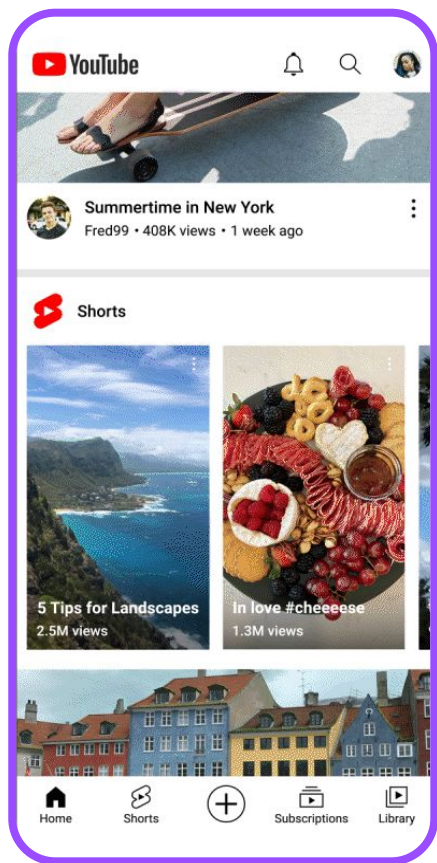 YouTube
Summertime in New York
Fred99 • 408K views • 1 week ago
Shorts
5 Tips for Landscapes
2.5M views
In love #cheeeese
1.3M views
Home
Shorts
Subscriptions
Library